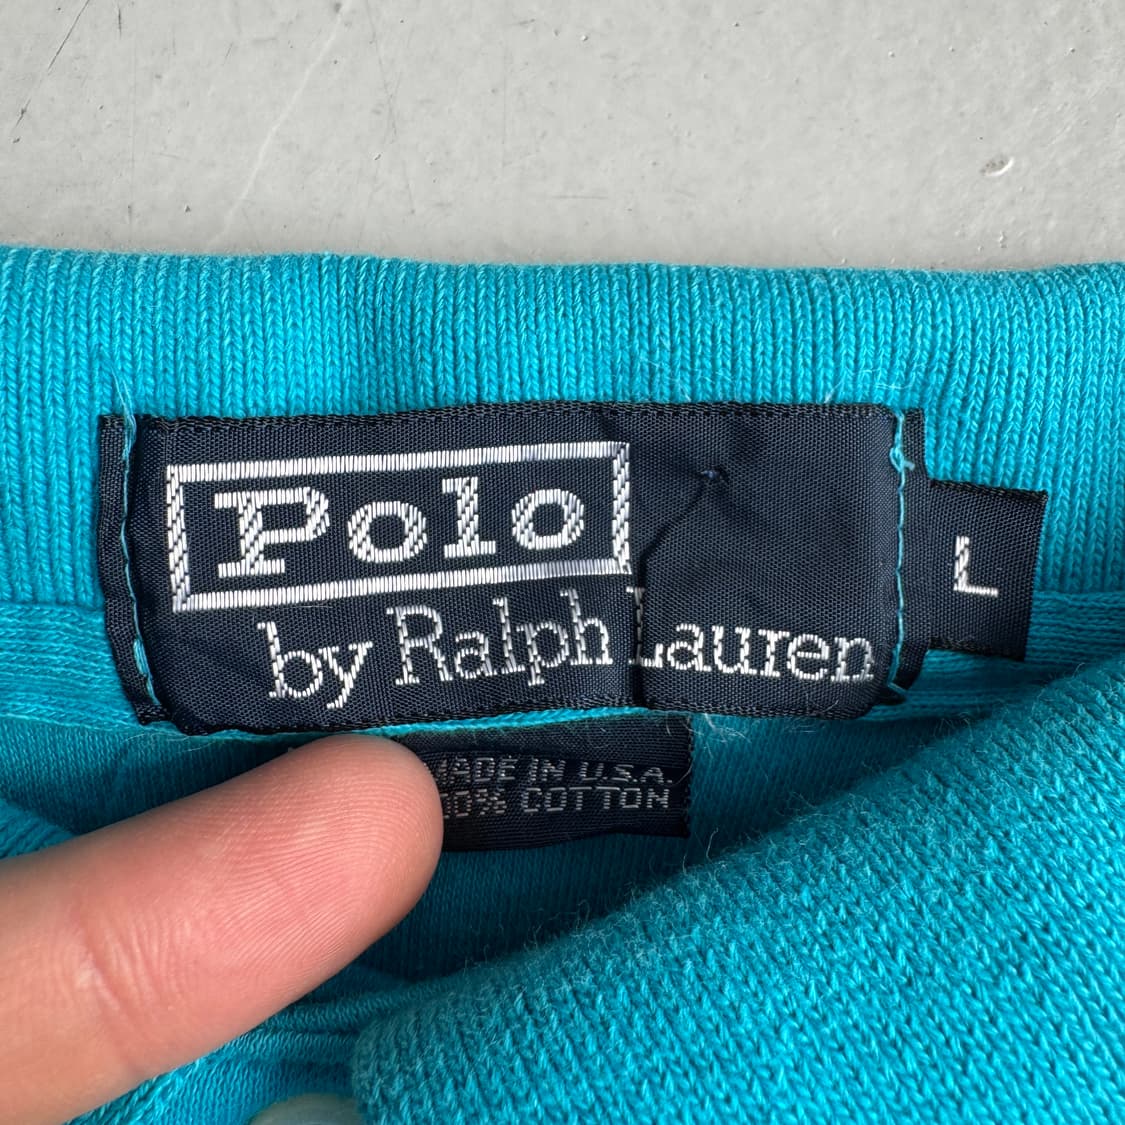 Polo
by Ralph Lauren
L
MADE IN U.S.A.
COTTON